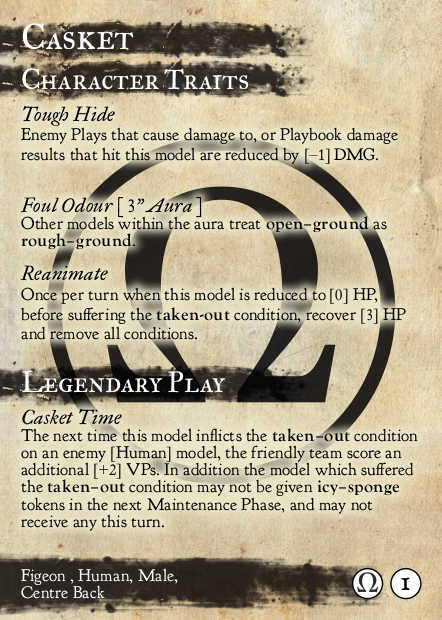 Casket
Character Traits
Tough Hide
Enemy Plays that cause damage to, or Playbook damage
results that hit this model are reduced by [–1] DMG.
Foul Odour [ 3” Aura ]
Other models within the aura treat open-ground as
rough-ground.
Reanimate
Once per turn when this model is reduced to [0] HP,
before suffering the taken-out condition, recover [3] HP
and remove all conditions.
Legendary Play
Casket Time
The next time this model inflicts the taken-out condition
on an enemy [Human] model, the friendly team score an
additional [+2] VPs. In addition the model which suffered
the taken-out condition may not be given icy-sponge
tokens in the next Maintenance Phase, and may not
receive any this turn.
Figeon , Human, Male,
Centre Back
Ω 1